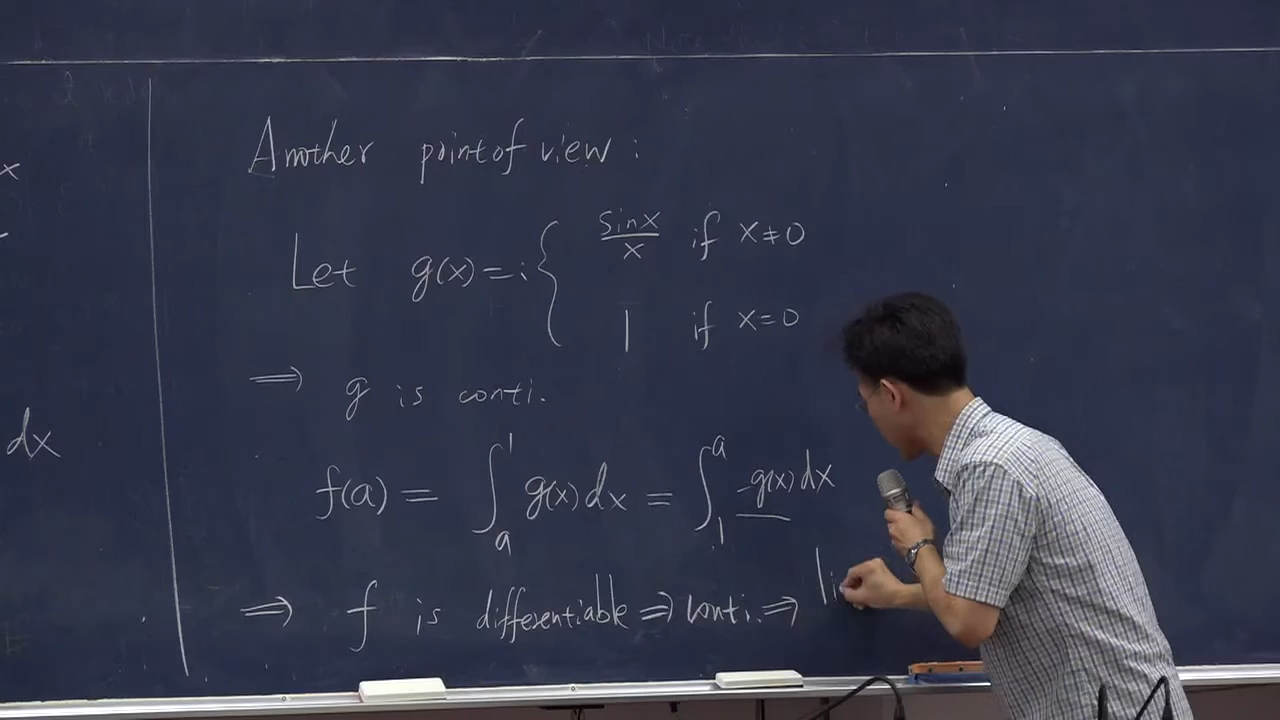 x
dx
Another point of view :
Let g(x) =: { sinx/x if x≠0
1 if x=0
⇒ g is conti.
f(a) = ∫_a^1 g(x)dx = ∫_1^a -g(x)dx
⇒ f is differentiable ⇒ conti. ⇒ li